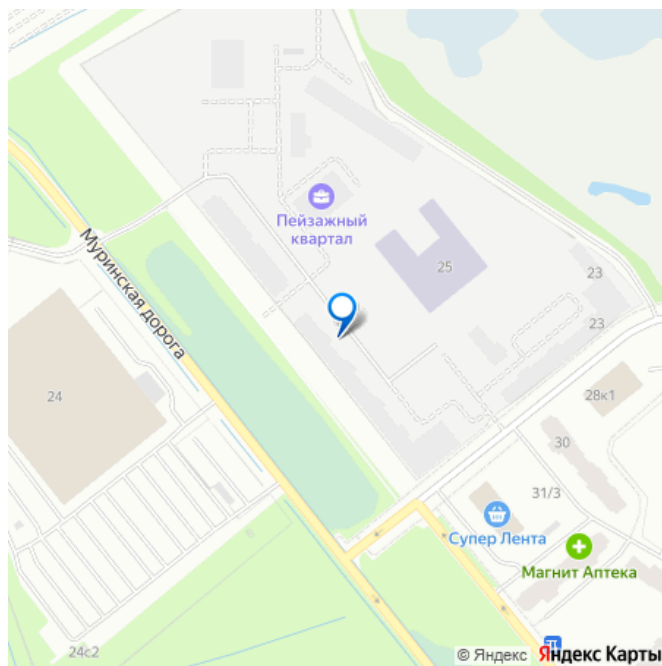 Пейзажный
квартал
25
23
Муринская дорога
23
24
28к1
30
31/3
Супер Лента
Магнит Аптека
24с2
© Яндекс Яндекс Карты